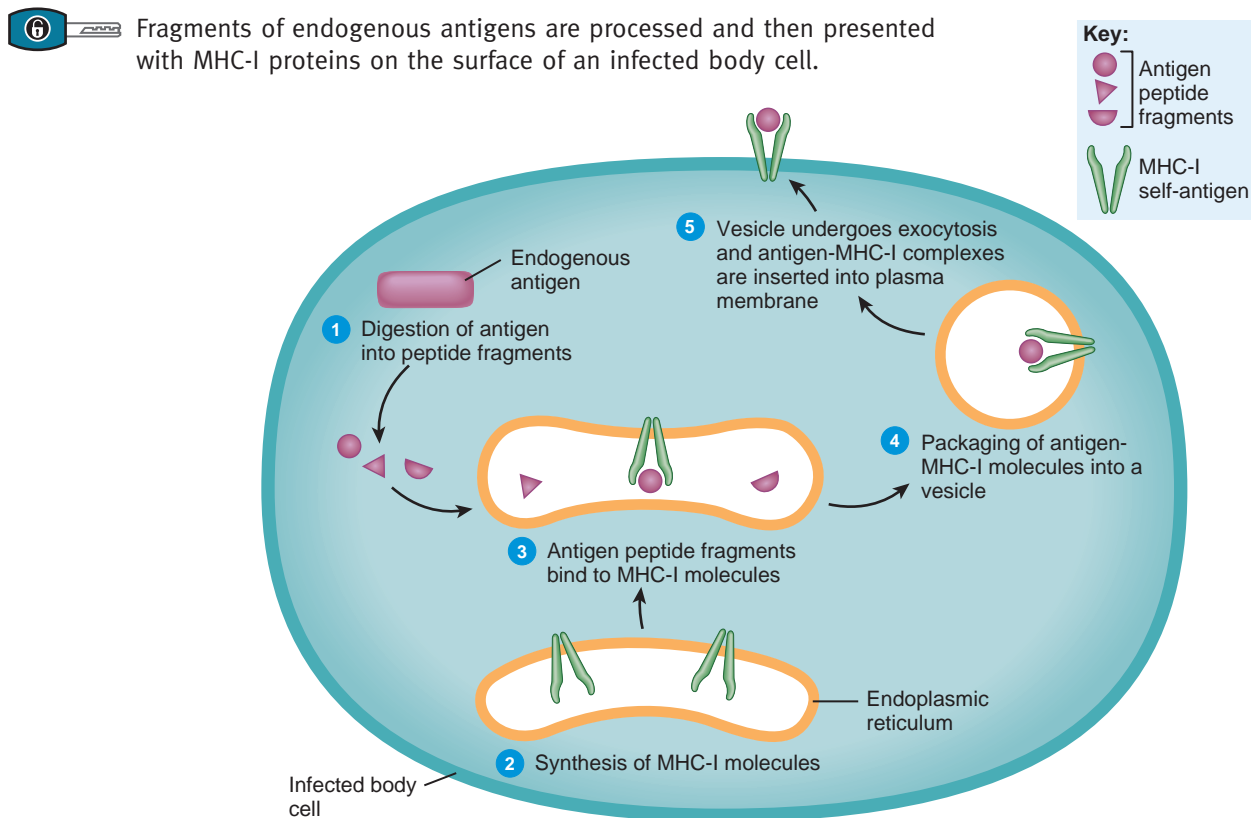 Fragments of endogenous antigens are processed and then presented
with MHC-I proteins on the surface of an infected body cell.
Key:
Antigen
peptide
fragments
MHC-I
self-antigen
5 Vesicle undergoes exocytosis
and antigen-MHC-I complexes
are inserted into plasma
membrane
Endogenous
antigen
1 Digestion of antigen
into peptide fragments
4 Packaging of antigen-
MHC-I molecules into a
vesicle
3 Antigen peptide fragments
bind to MHC-I molecules
Endoplasmic
reticulum
2 Synthesis of MHC-I molecules
Infected body
cell